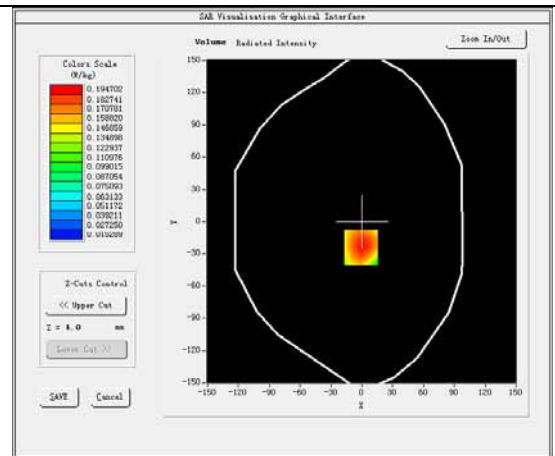 SAR Visualisation Graphical Interface
Volume Radiated Intensity
Zoom In/Out
Colors Scale
(W/kg)
0.194702
0.182741
0.170781
0.158820
0.146859
0.134898
0.122937
0.110976
0.099015
0.087054
0.075093
0.063133
0.051172
0.039211
0.027250
150
120
90
60
30
0
-30
-60
-90
-120
-150
Y
-150 -120 -90 -60 -30 0 30 60 90 120 150
X
Z-Cuts Control
<< Upper Cut
Z = 4.0 mm
Lower Cut >>
SAVE
Cancel